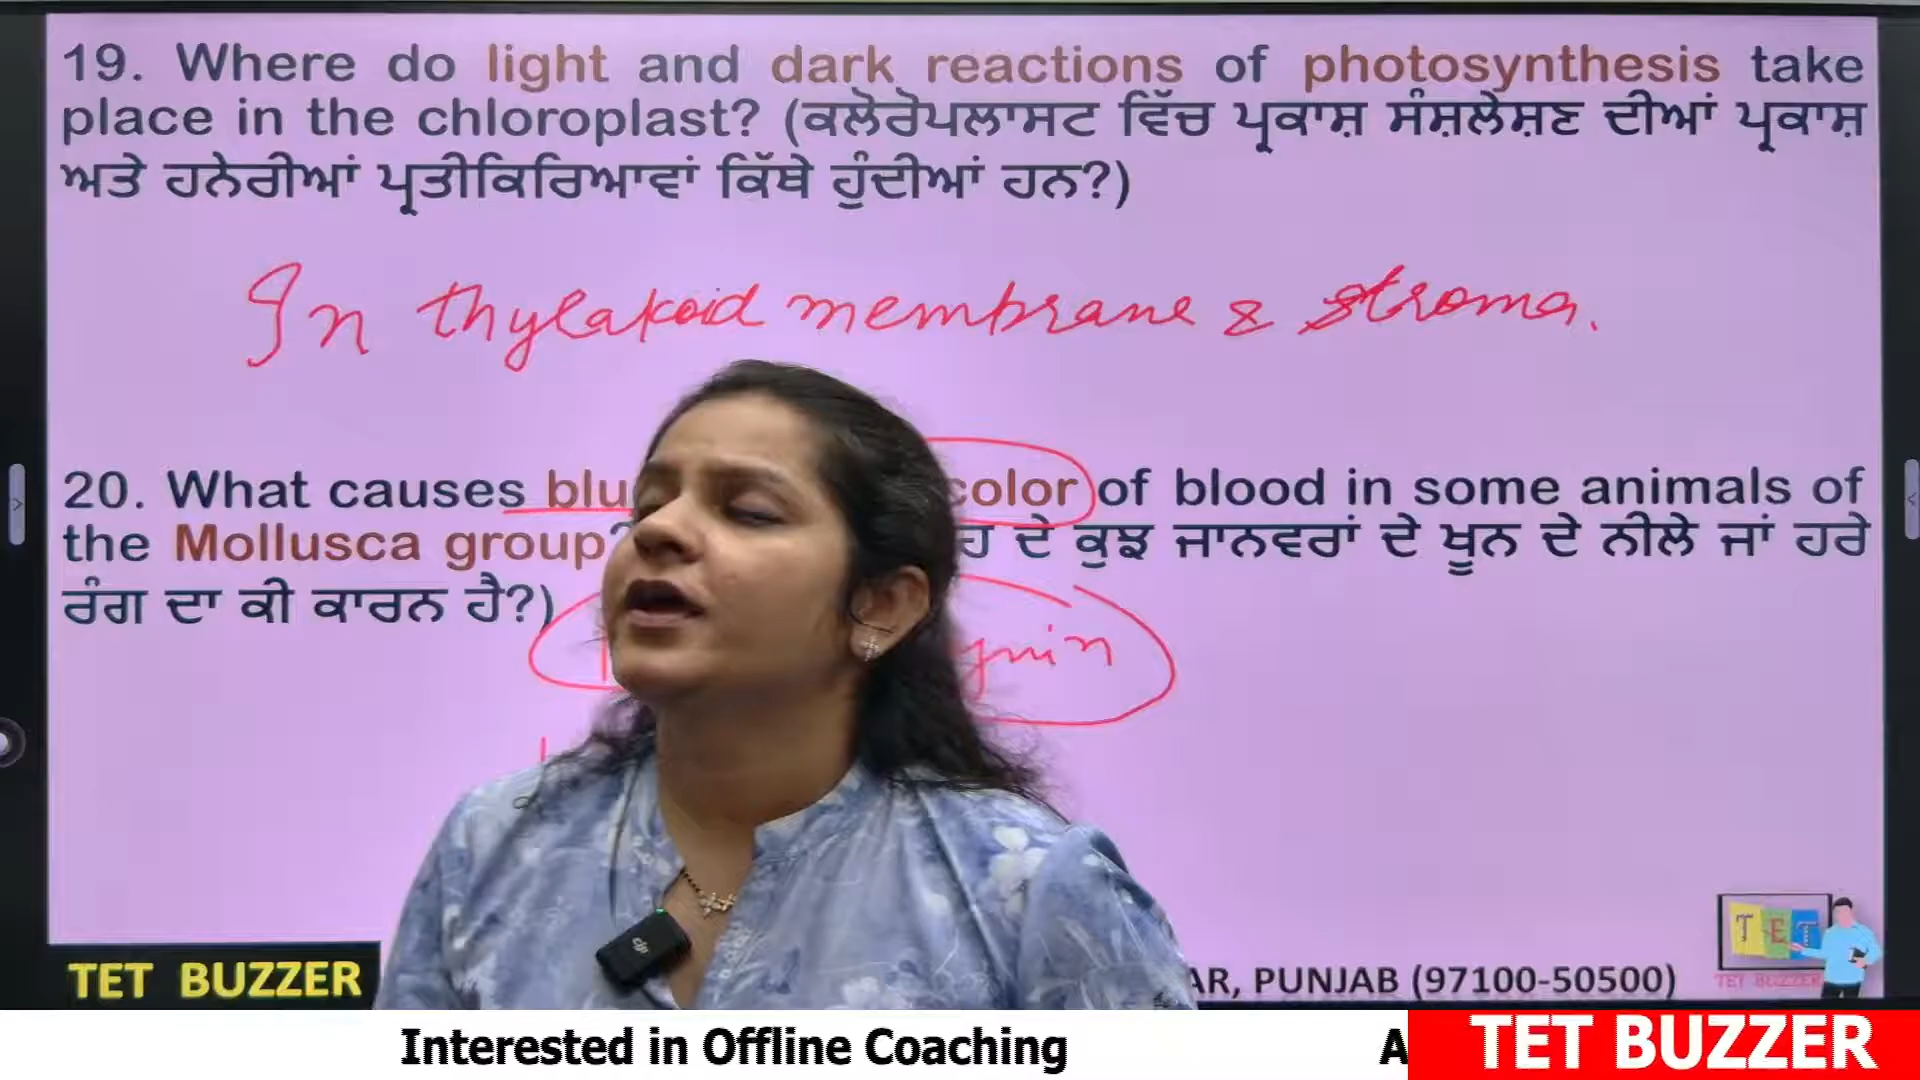 19. Where do light and dark reactions of photosynthesis take
place in the chloroplast? (ਕਲੋਰੋਪਲਾਸਟ ਵਿੱਚ ਪ੍ਰਕਾਸ਼ ਸੰਸ਼ਲੇਸ਼ਣ ਦੀਆਂ ਪ੍ਰਕਾਸ਼
ਅਤੇ ਹਨੇਰੀਆਂ ਪ੍ਰਤੀਕਿਰਿਆਵਾਂ ਕਿੱਥੇ ਹੁੰਦੀਆਂ ਹਨ?)
In thylakoid membrane & stroma.
20. What causes color of blood in some animals of
the Mollusca group? ਦੇ ਕੁਝ ਜਾਨਵਰਾਂ ਦੇ ਖੂਨ ਦੇ ਨੀਲੇ ਜਾਂ ਹਰੇ
ਰੰਗ ਦਾ ਕੀ ਕਾਰਨ ਹੈ?)
TET BUZZER
PUNJAB (97100-50500)
TET
TET BUZZER
Interested in Offline Coaching
TET BUZZER